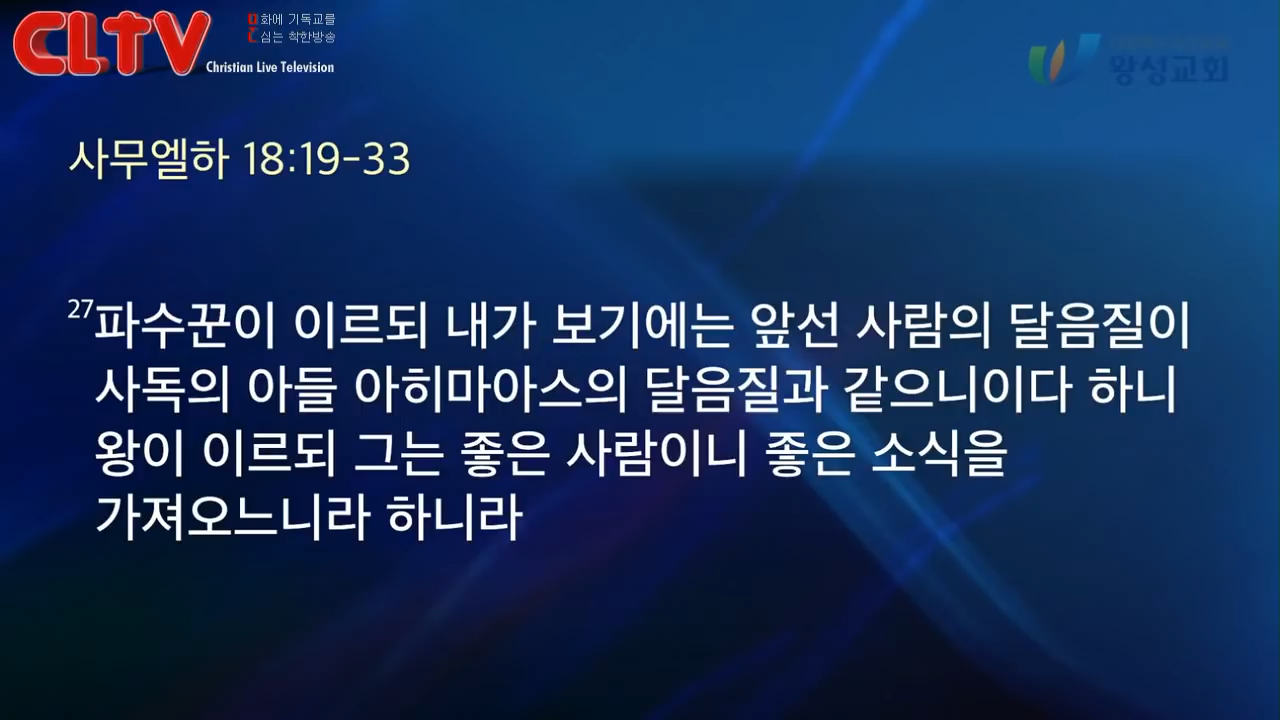 CLTV
화에 기독교를
심는 착한방송
Christian Live Television
왕성교회
사무엘하 18:19-33
27파수꾼이 이르되 내가 보기에는 앞선 사람의 달음질이
사독의 아들 아히마아스의 달음질과 같으니이다 하니
왕이 이르되 그는 좋은 사람이니 좋은 소식을
가져오느니라 하니라